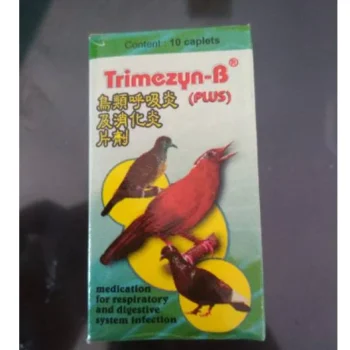 Content : 10 caplets
Trimezyn-B®
(PLUS)
鳥類呼吸炎
及消化炎
片劑
medication
for respiratory
and digestive
system infection